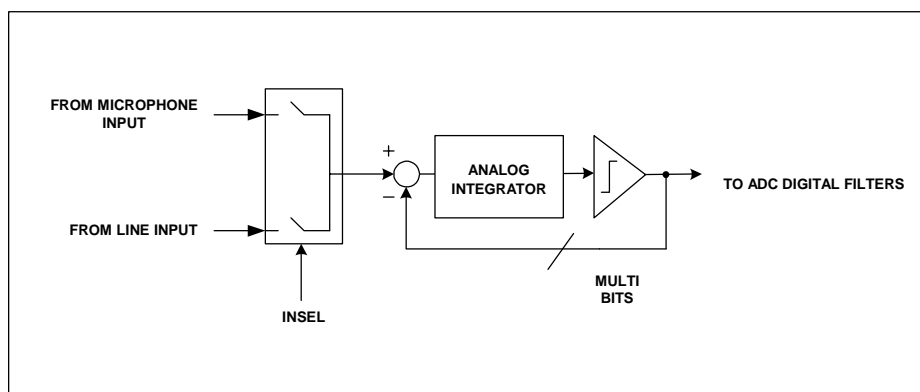 FROM MICROPHONE
INPUT
FROM LINE INPUT
INSEL
+
−
ANALOG
INTEGRATOR
TO ADC DIGITAL FILTERS
MULTI
BITS